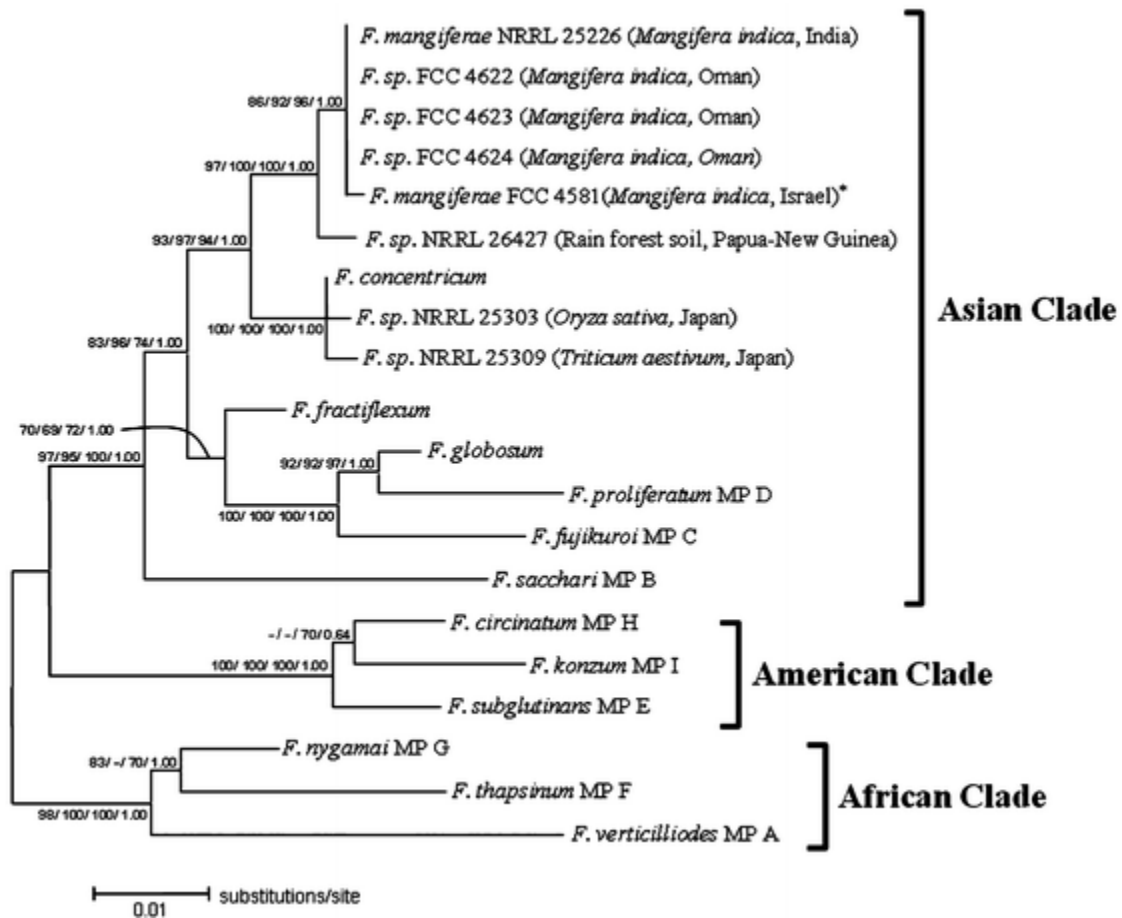 F. mangiferae NRRL 25226 (Mangifera indica, India)
F. sp. FCC 4622 (Mangifera indica, Oman)
86/92/96/1.00
F. sp. FCC 4623 (Mangifera indica, Oman)
F. sp. FCC 4624 (Mangifera indica, Oman)
97/100/100/1.00
F. mangiferae FCC 4581(Mangifera indica, Israel)*
F. sp. NRRL 26427 (Rain forest soil, Papua-New Guinea)
93/97/94/1.00
F. concentricum
Asian Clade
F. sp. NRRL 25303 (Oryza sativa, Japan)
100/100/100/1.00
F. sp. NRRL 25309 (Triticum aestivum, Japan)
83/96/74/1.00
F. fractiflexum
70/69/72/1.00
F. globosum
97/95/100/1.00
92/92/97/1.00
F. proliferatum MP D
100/100/100/1.00
F. fujikuroi MP C
F. sacchari MP B
F. circinatum MP H
-/-/70/0.64
F. konzum MP I
100/100/100/1.00
American Clade
F. subglutinans MP E
F. nygamai MP G
83/-/70/1.00
F. thapsinum MP F
African Clade
98/100/100/1.00
F. verticilliodes MP A
substitutions/site
0.01